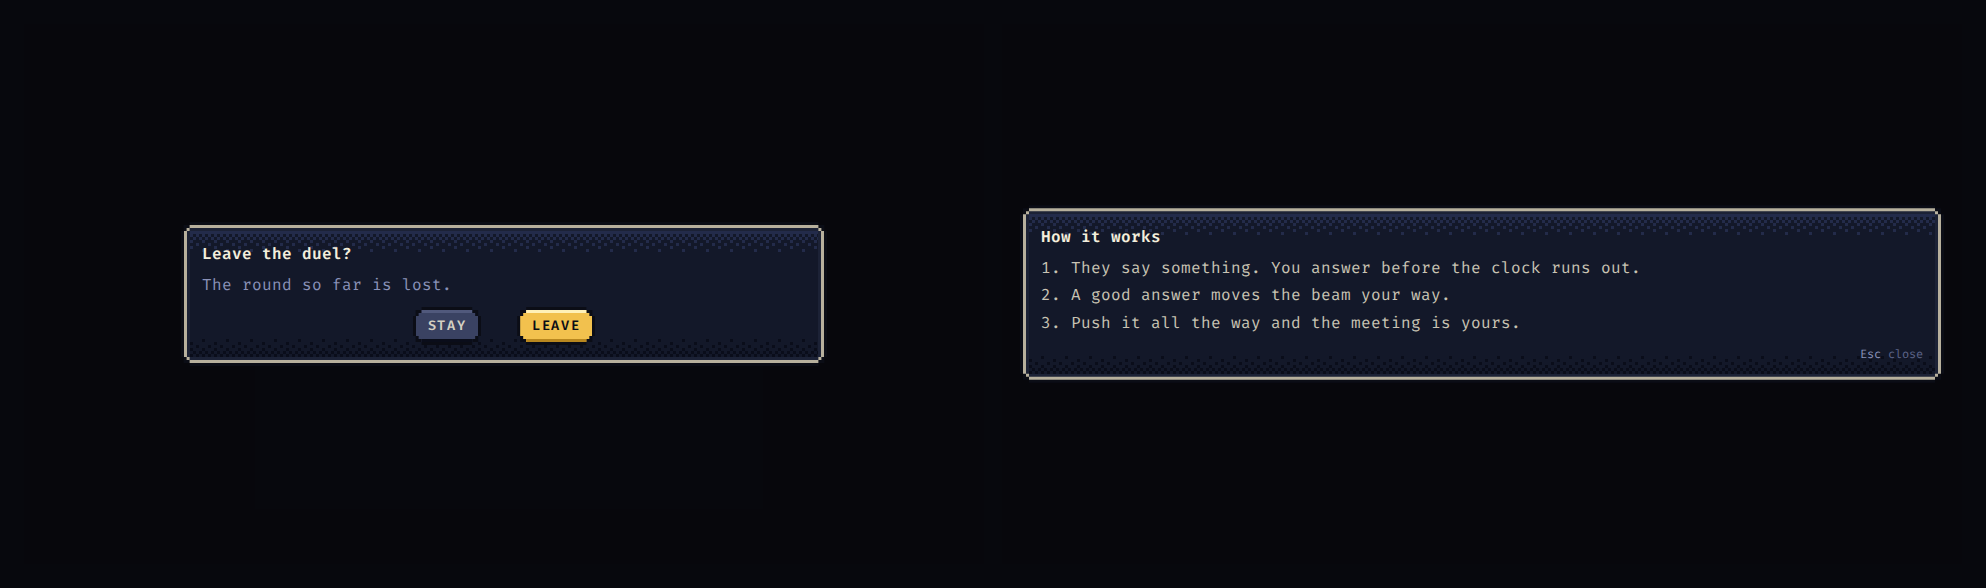 Leave the duel?
The round so far is lost.
STAY LEAVE
How it works
1. They say something. You answer before the clock runs out.
2. A good answer moves the beam your way.
3. Push it all the way and the meeting is yours.
Esc close